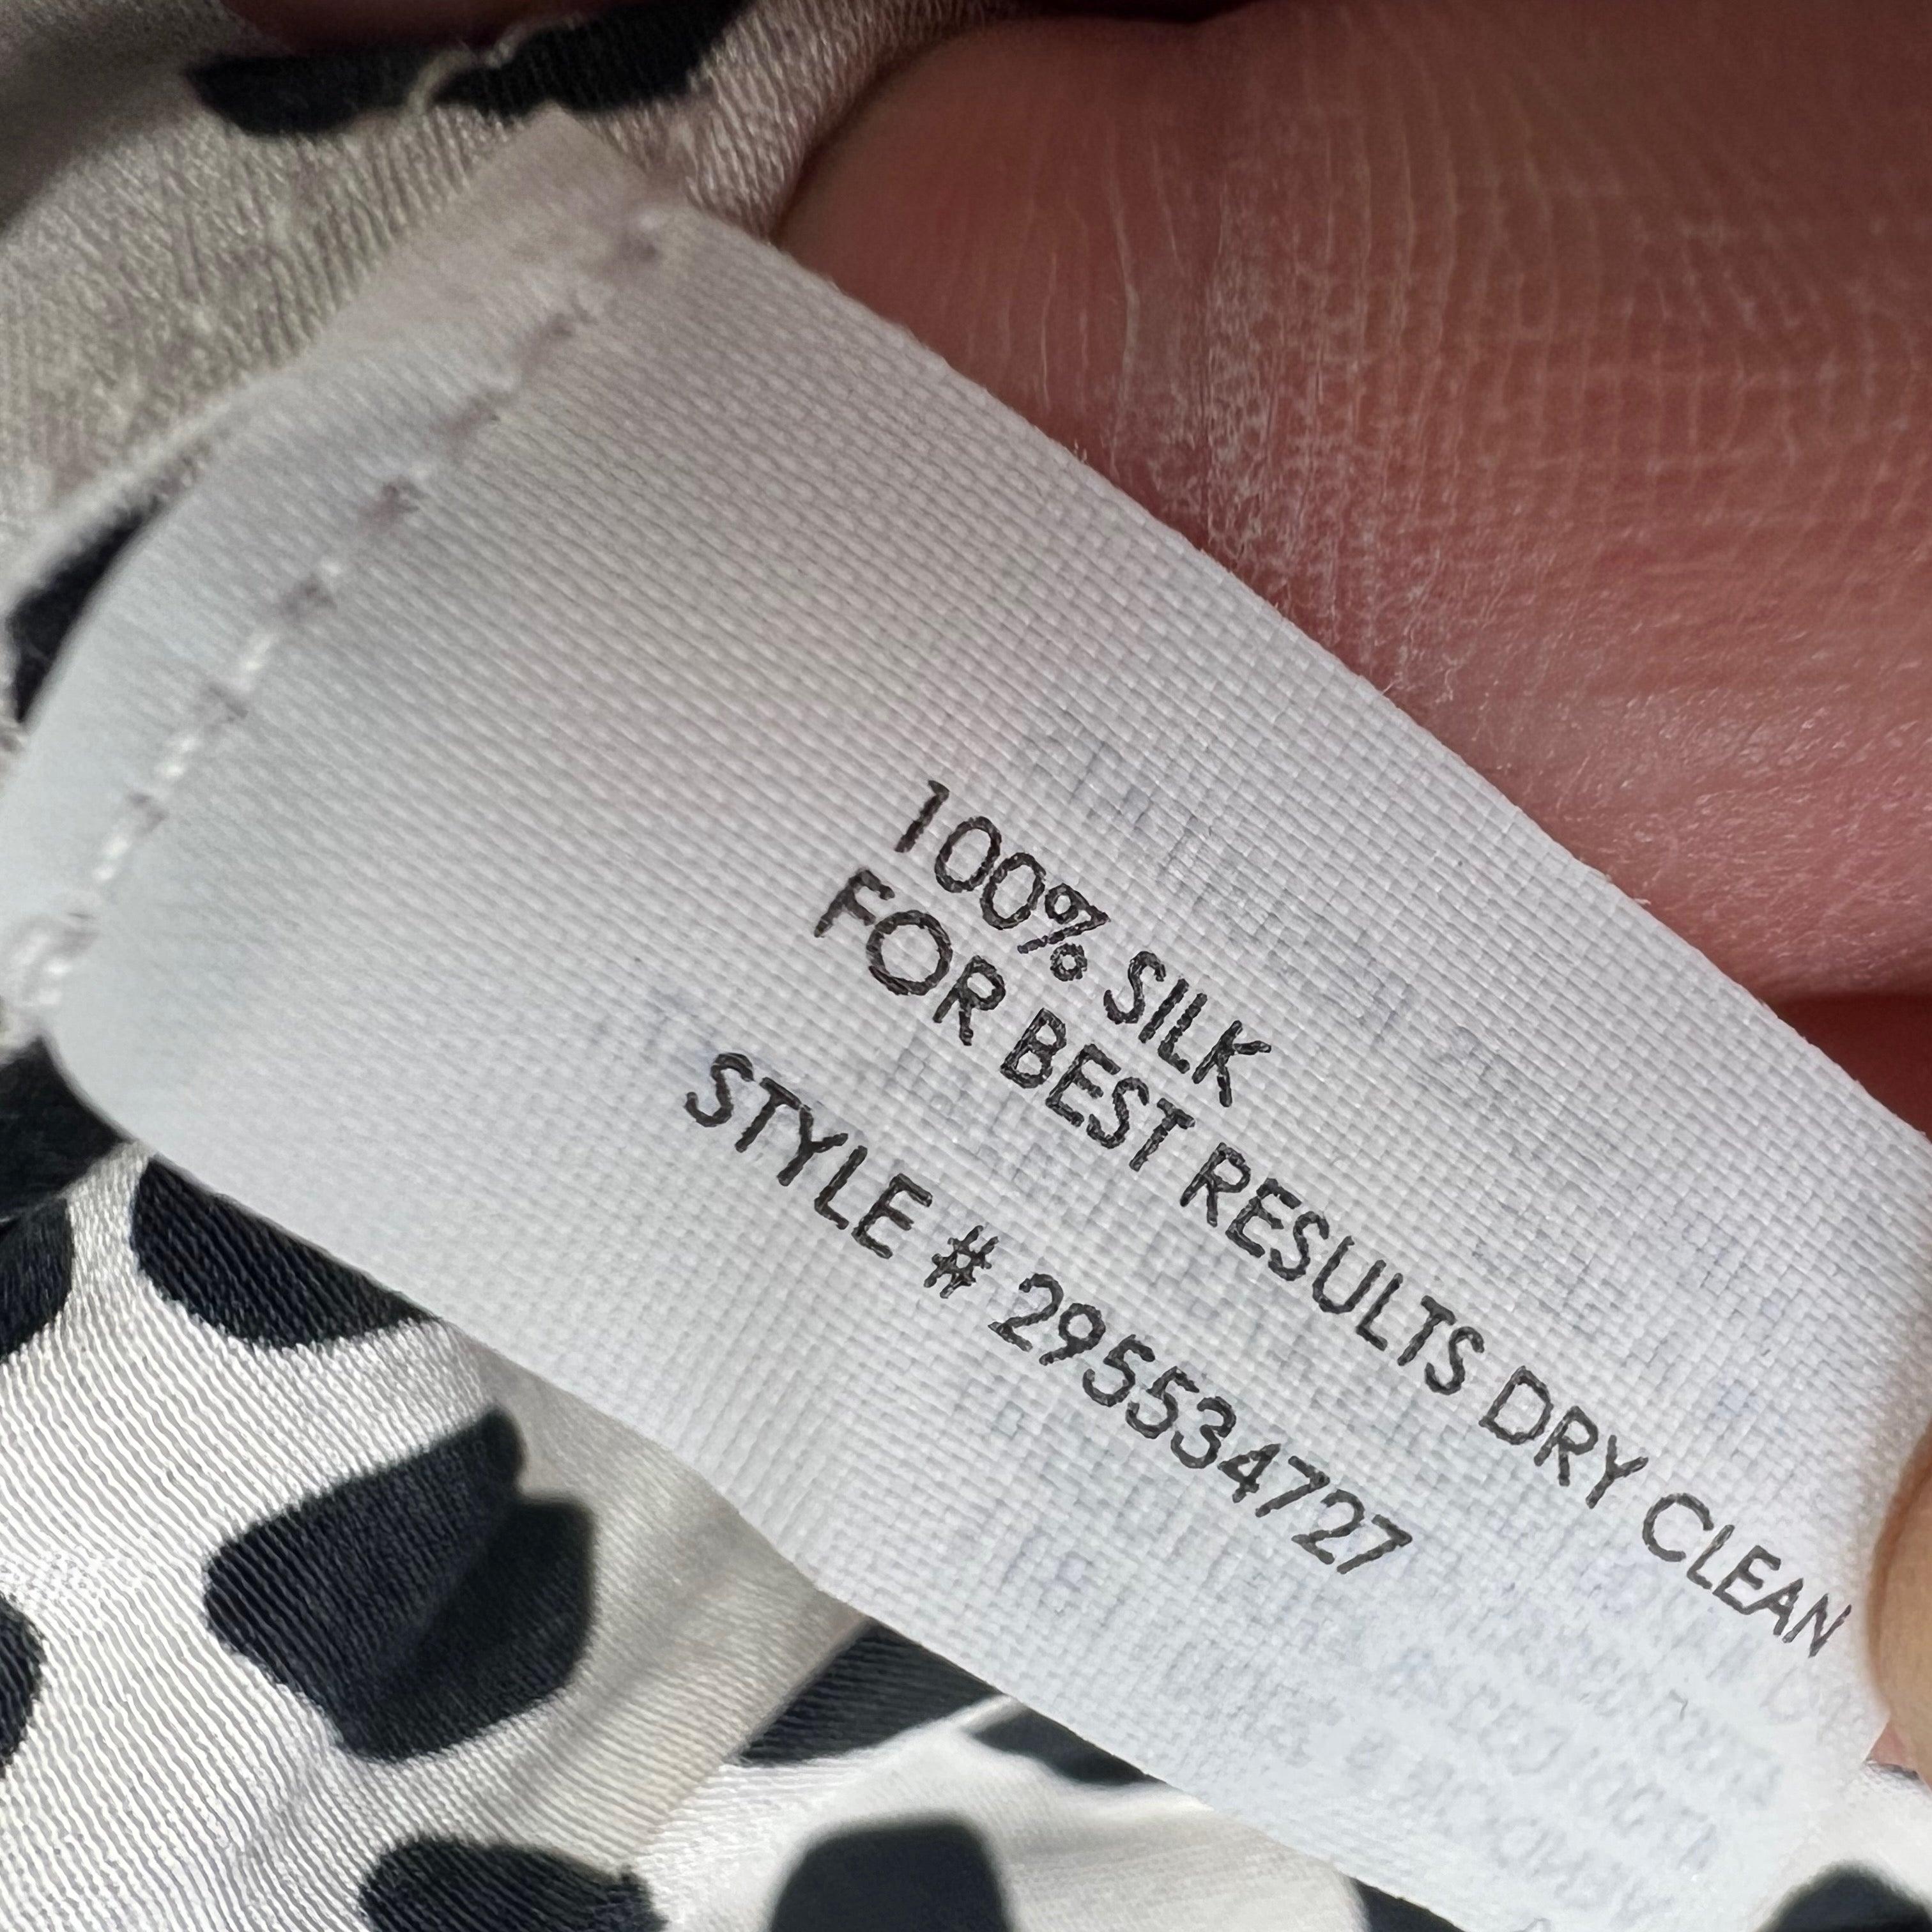 100% SILK
FOR BEST RESULTS DRY CLEAN
STYLE # 295534727